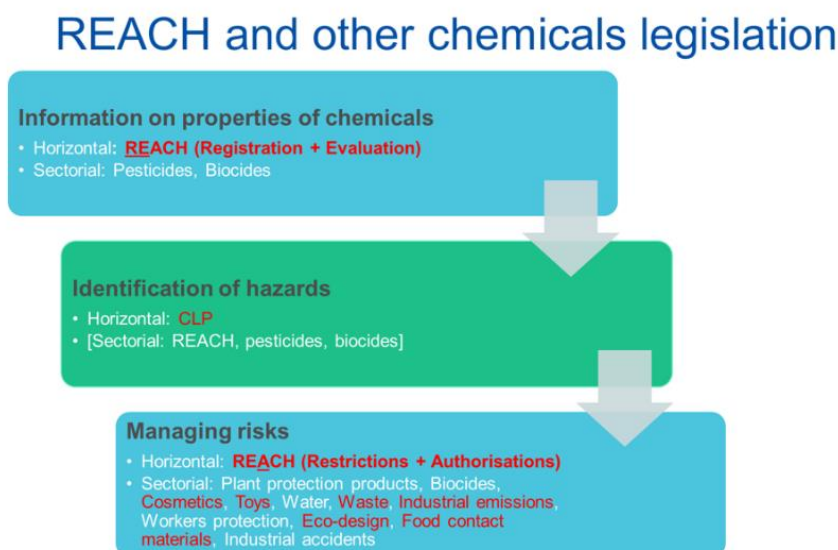 REACH and other chemicals legislation
Information on properties of chemicals
• Horizontal: REACH (Registration + Evaluation)
• Sectorial: Pesticides, Biocides
Identification of hazards
• Horizontal: CLP
• [Sectorial: REACH, pesticides, biocides]
Managing risks
• Horizontal: REACH (Restrictions + Authorisations)
• Sectorial: Plant protection products, Biocides,
Cosmetics, Toys, Water, Waste, Industrial emissions,
Workers protection, Eco-design, Food contact
materials, Industrial accidents